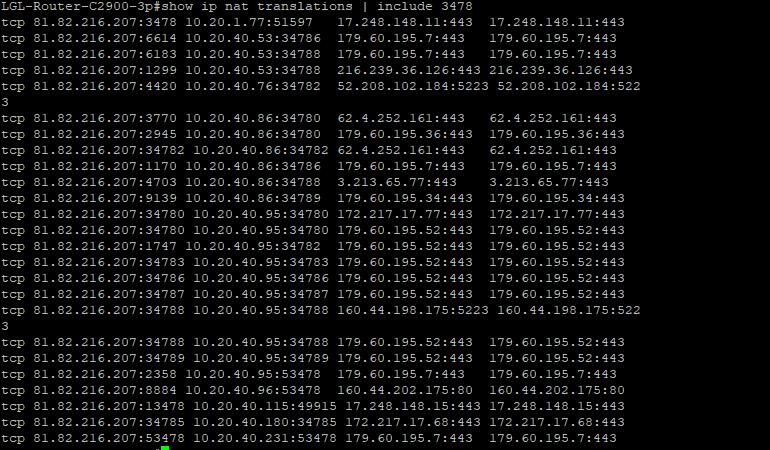 LGL-Router-C2900-3p#show ip nat translations | include 3478
tcp 81.82.216.207:3478 10.20.1.77:51597 17.248.148.11:443 17.248.148.11:443
tcp 81.82.216.207:6614 10.20.40.53:34786 179.60.195.7:443 179.60.195.7:443
tcp 81.82.216.207:6183 10.20.40.53:34788 179.60.195.7:443 179.60.195.7:443
tcp 81.82.216.207:1299 10.20.40.53:34788 216.239.36.126:443 216.239.36.126:443
tcp 81.82.216.207:4420 10.20.40.76:34782 52.208.102.184:5223 52.208.102.184:522
3
tcp 81.82.216.207:3770 10.20.40.86:34780 62.4.252.161:443 62.4.252.161:443
tcp 81.82.216.207:2945 10.20.40.86:34780 179.60.195.36:443 179.60.195.36:443
tcp 81.82.216.207:34782 10.20.40.86:34782 62.4.252.161:443 62.4.252.161:443
tcp 81.82.216.207:1170 10.20.40.86:34786 179.60.195.7:443 179.60.195.7:443
tcp 81.82.216.207:4703 10.20.40.86:34788 3.213.65.77:443 3.213.65.77:443
tcp 81.82.216.207:9139 10.20.40.86:34789 179.60.195.34:443 179.60.195.34:443
tcp 81.82.216.207:34780 10.20.40.95:34780 172.217.17.77:443 172.217.17.77:443
tcp 81.82.216.207:34780 10.20.40.95:34780 179.60.195.52:443 179.60.195.52:443
tcp 81.82.216.207:1747 10.20.40.95:34782 179.60.195.52:443 179.60.195.52:443
tcp 81.82.216.207:34783 10.20.40.95:34783 179.60.195.52:443 179.60.195.52:443
tcp 81.82.216.207:34786 10.20.40.95:34786 179.60.195.52:443 179.60.195.52:443
tcp 81.82.216.207:34787 10.20.40.95:34787 179.60.195.52:443 179.60.195.52:443
tcp 81.82.216.207:34788 10.20.40.95:34788 160.44.198.175:5223 160.44.198.175:522
3
tcp 81.82.216.207:34788 10.20.40.95:34788 179.60.195.52:443 179.60.195.52:443
tcp 81.82.216.207:34789 10.20.40.95:34789 179.60.195.52:443 179.60.195.52:443
tcp 81.82.216.207:2358 10.20.40.95:53478 179.60.195.7:443 179.60.195.7:443
tcp 81.82.216.207:8884 10.20.40.96:53478 160.44.202.175:80 160.44.202.175:80
tcp 81.82.216.207:13478 10.20.40.115:49915 17.248.148.15:443 17.248.148.15:443
tcp 81.82.216.207:34785 10.20.40.180:34785 172.217.17.68:443 172.217.17.68:443
tcp 81.82.216.207:53478 10.20.40.231:53478 179.60.195.7:443 179.60.195.7:443